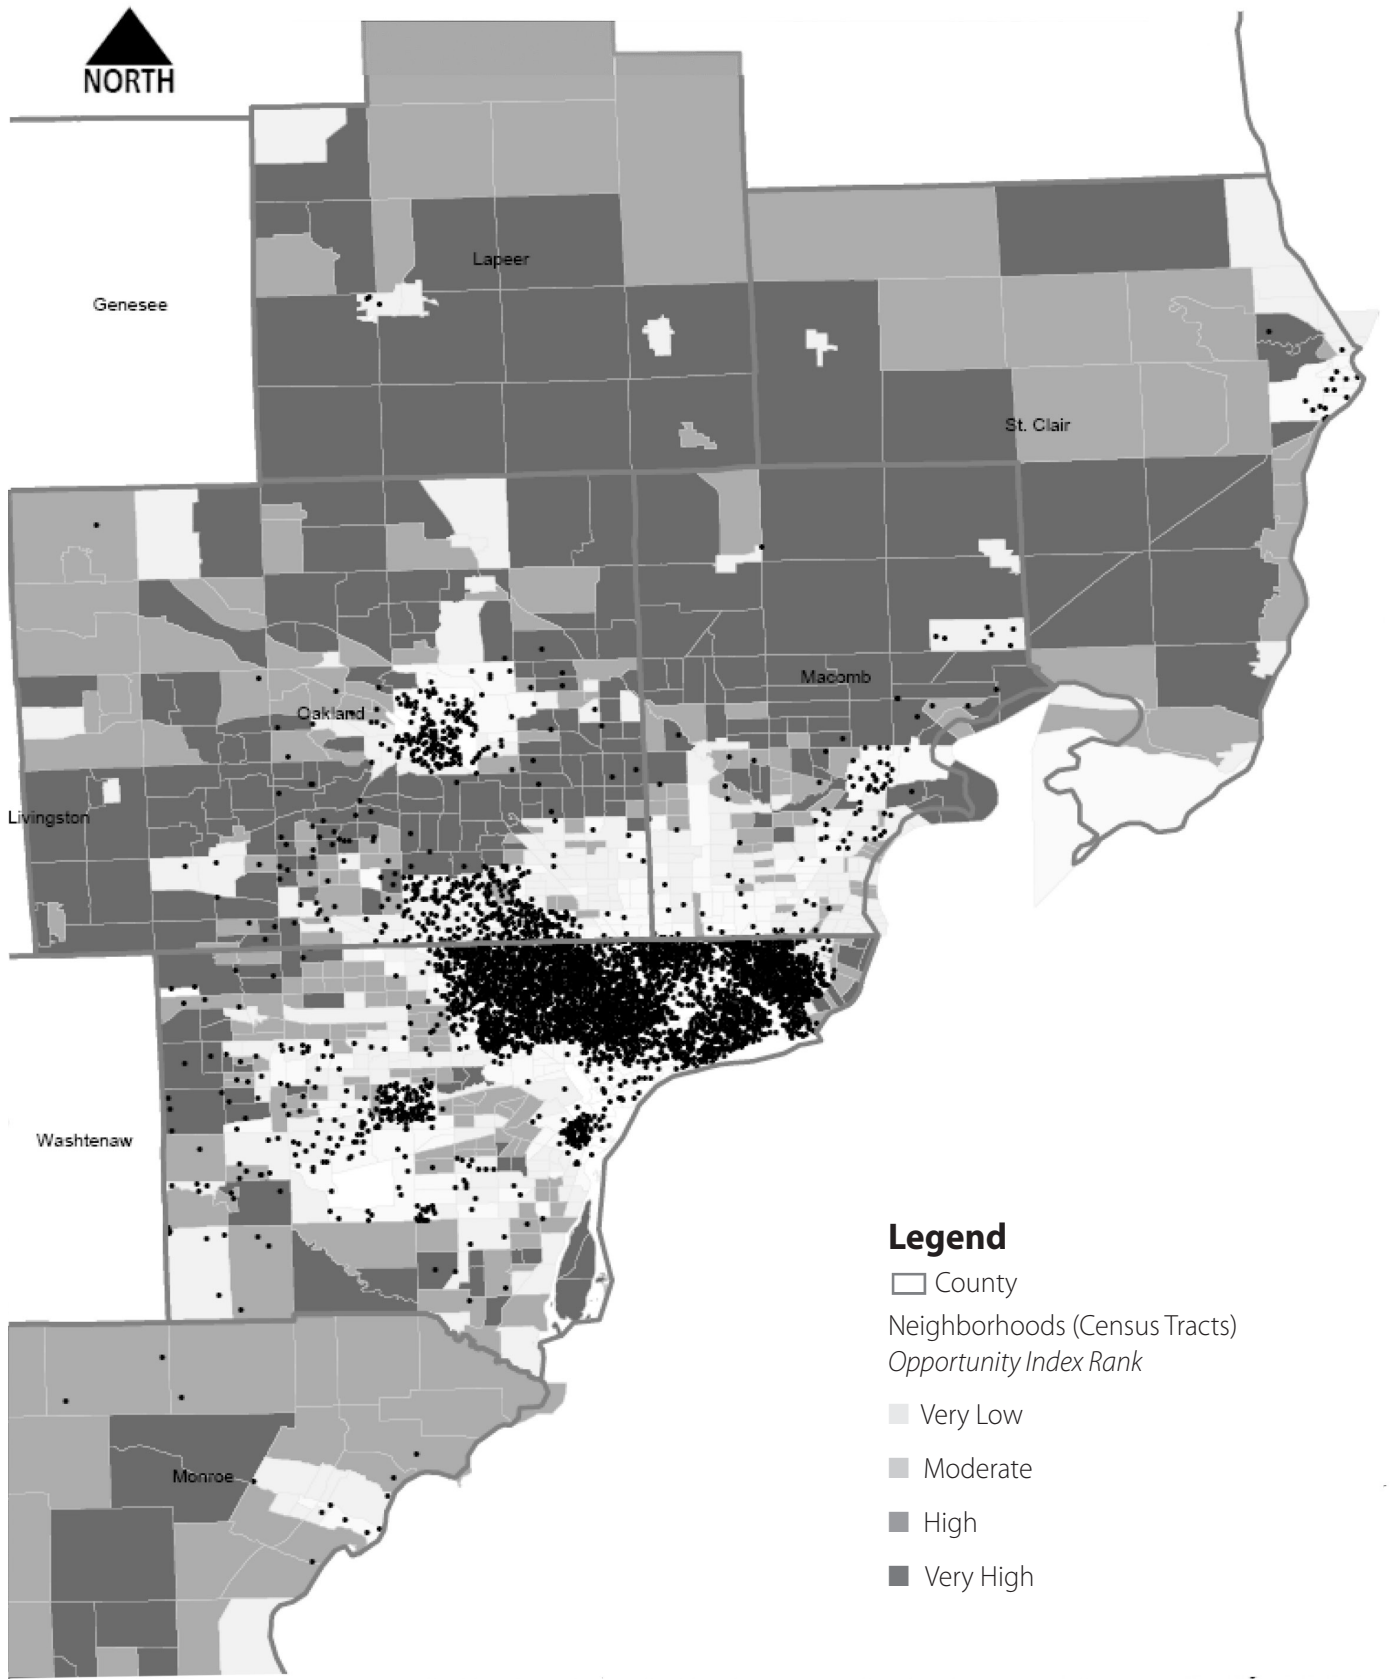 NORTH
Lapeer
Genesee
St. Clair
Macomb
Oakland
Livingston
Washtenaw
Legend
County
Neighborhoods (Census Tracts)
Opportunity Index Rank
Very Low
Moderate
High
Monroe
Very High